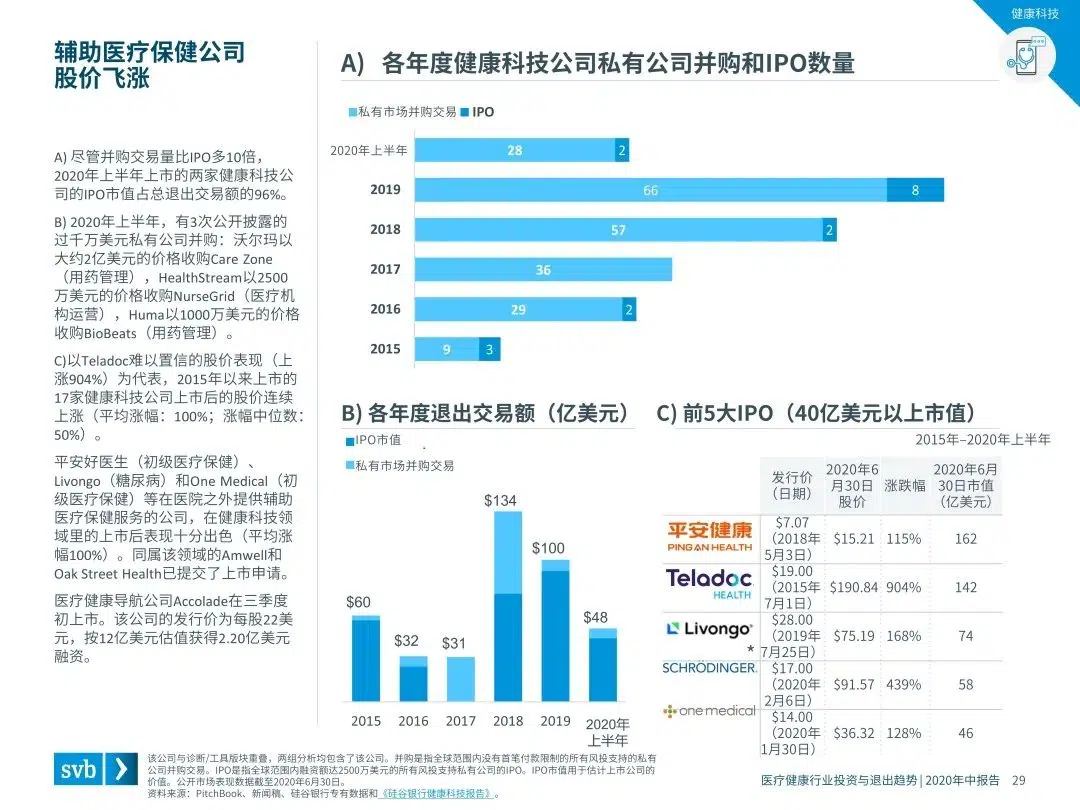 健康科技
辅助医疗保健公司
股价飞涨
A) 尽管并购交易量比IPO多10倍，
2020年上半年上市的两家健康科技公
司的IPO市值占总退出交易额的96%。
B) 2020年上半年，有3次公开披露的
过千万美元私有公司并购：沃尔玛以
大约2亿美元的价格收购Care Zone
（用药管理），HealthStream以2500
万美元的价格收购NurseGrid（医疗机
构运营），Huma以1000万美元的价格
收购BioBeats（用药管理）。
C)以Teladoc难以置信的股价表现（上
涨904%）为代表，2015年以来上市的
17家健康科技公司上市后的股价连续
上涨（平均涨幅：100%；涨幅中位数：
50%）。
平安好医生（初级医疗保健）、
Livongo（糖尿病）和One Medical（初
级医疗保健）等在医院之外提供辅助
医疗保健服务的公司，在健康科技领
域里的上市后表现十分出色（平均涨
幅100%）。同属该领域的Amwell和
Oak Street Health已提交了上市申请。
医疗健康导航公司Accolade在三季度
初上市。该公司的发行价为每股22美
元，按12亿美元估值获得2.20亿美元
融资。
A) 各年度健康科技公司私有公司并购和IPO数量
私有市场并购交易 IPO
2020年上半年 28 2
2019 66 8
2018 57 2
2017 36
2016 29 2
2015 9 3
B) 各年度退出交易额（亿美元）
IPO市值
私有市场并购交易
$60 $32 $31 $134 $100 $48
2015 2016 2017 2018 2019 2020年
上半年
C) 前5大IPO（40亿美元以上市值）
2015年–2020年上半年
发行价
（日期）
2020年6
月30日
股价
涨跌幅
2020年6月
30日市值
（亿美元）
平安健康
PING AN HEALTH
$7.07
（2018年
5月3日）
$15.21 115% 162
Teladoc
HEALTH
$19.00
（2015年
7月1日）
$190.84 904% 142
Livongo
$28.00
（2019年
7月25日）
$75.19 168% 74
*
SCHRÖDINGER.
$17.00
（2020年
2月6日）
$91.57 439% 58
one medical
$14.00
（2020年
1月30日）
$36.32 128% 46
svb
该公司与诊断/工具版块重叠，两组分析均包含了该公司。并购是指全球范围内没有首笔付款限制的所有风投支持的私有
公司并购交易。IPO是指全球范围内融资额达2500万美元的所有风投支持私有公司的IPO。IPO市值用于估计上市公司的
价值。公开市场表现数据截至2020年6月30日。
资料来源：PitchBook、新闻稿、硅谷银行专有数据和《硅谷银行健康科技报告》。
医疗健康行业投资与退出趋势 | 2020年中报告 29